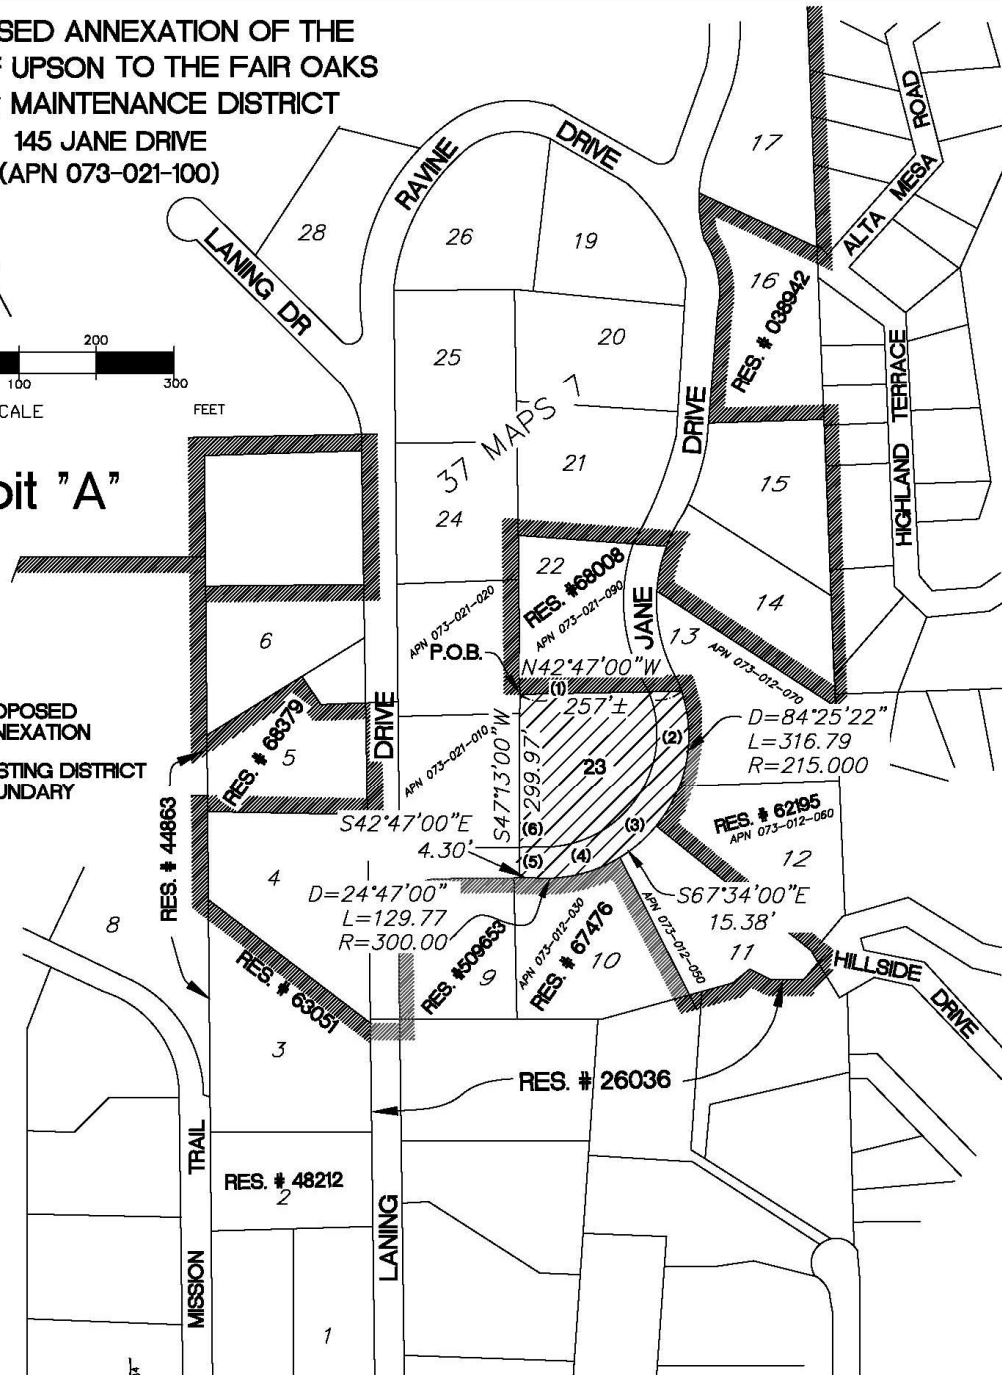 SED ANNEXATION OF THE
UPSON TO THE FAIR OAKS
MAINTENANCE DISTRICT
145 JANE DRIVE
(APN 073-021-100)
17
ROAD
ALTA MESA
RAVINE
DRIVE
28
26
19
LANING DR
16
RES. # 038942
20
200
100
300
CALE
FEET
25
HIGHLAND TERRACE
DRIVE
37 MAPS 7
21
15
bit "A"
24
22
RES. #68008
APN 073-021-090
APN 073-021-020
14
JANE
13
APN 073-012-070
6
P.O.B.
N42°47'00"W
(1)
257'±
OPOSED
NEXATION
DRIVE
S47°13'00"W
299.97'
(2)
D=84°25'22"
L=316.79
R=215.000
RES. # 68379
5
APN 073-021-010
23
STING DISTRICT
UNDARY
RES. # 44863
S42°47'00"E
4.30'
(6)
(5)
(3)
(4)
RES. # 62195
APN 073-012-060
12
4
D=24°47'00"
L=129.77
R=300.00
S67°34'00"E
15.38'
8
RES. # 63051
RES. #509653
9
APN 073-012-030
RES. # 67476
10
APN 073-012-050
11
HILLSIDE DRIVE
3
RES. # 26036
MISSION TRAIL
RES. # 48212
2
LANING
1